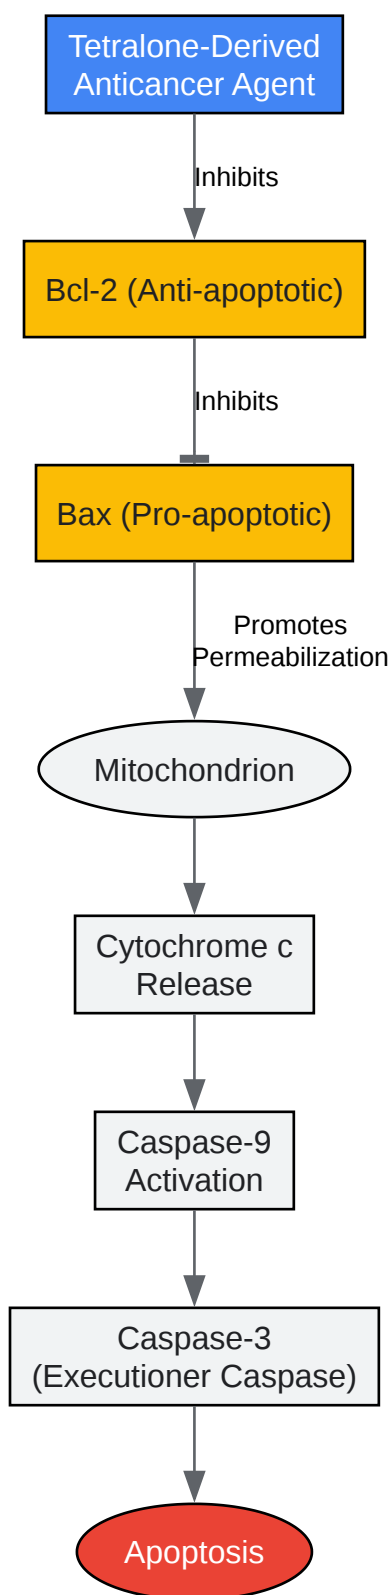 Tetralone-Derived
Anticancer Agent
Inhibits
Bcl-2 (Anti-apoptotic)
Inhibits
Bax (Pro-apoptotic)
Promotes
Permeabilization
Mitochondrion
Cytochrome c
Release
Caspase-9
Activation
Caspase-3
(Executioner Caspase)
Apoptosis